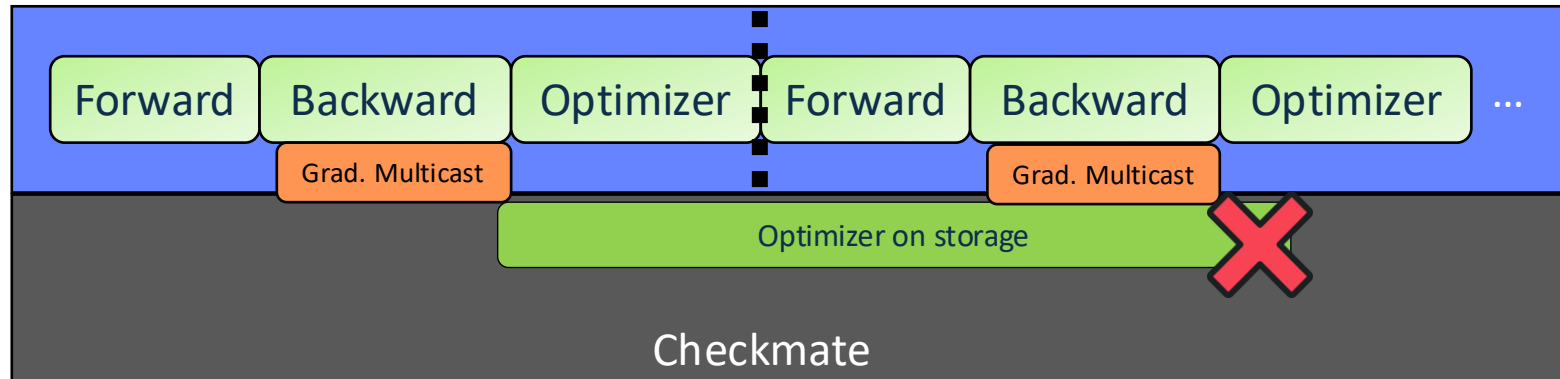 Forward Backward Optimizer Forward Backward Optimizer ...
Grad. Multicast Grad. Multicast
Optimizer on storage
Checkmate